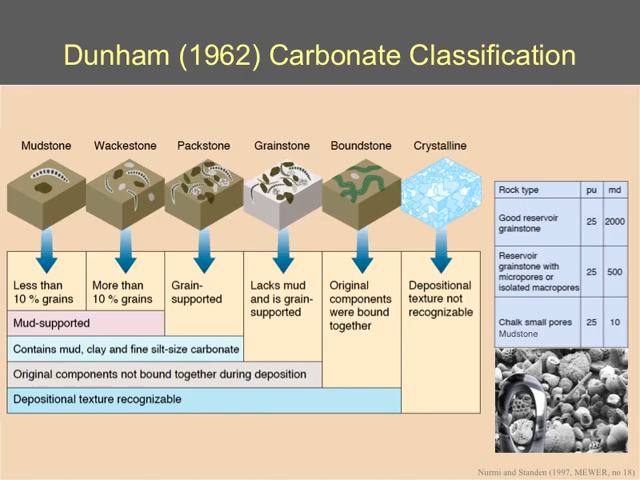 Dunham (1962) Carbonate Classification
Mudstone
Wackestone
Packstone
Grainstone
Boundstone
Crystalline
Less than
10 % grains
More than
10 % grains
Grain-
supported
Lacks mud
and is grain-
supported
Original
components
were bound
together
Depositional
texture not
recognizable
Mud-supported
Contains mud, clay and fine silt-size carbonate
Original components not bound together during deposition
Depositional texture recognizable
Rock type pu md
Good reservoir
grainstone
25 2000
Reservoir
grainstone with
micropores or
isolated macropores
25 500
Chalk small pores
Mudstone
25 10
Nurmi and Standen (1997, MEWER, no 18)